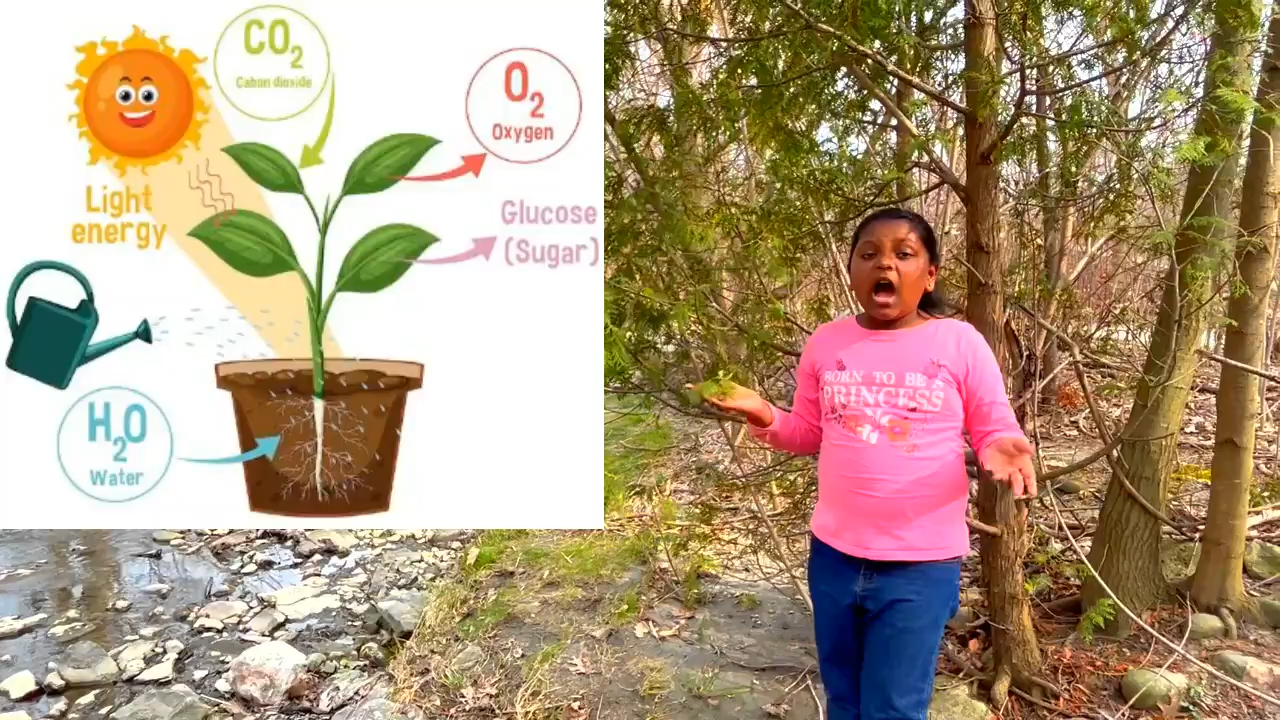 CO2
Cabon dioxide
O2
Oxygen
Light
energy
Glucose
(Sugar)
H2O
Water
BORN TO BE A
PRINCESS